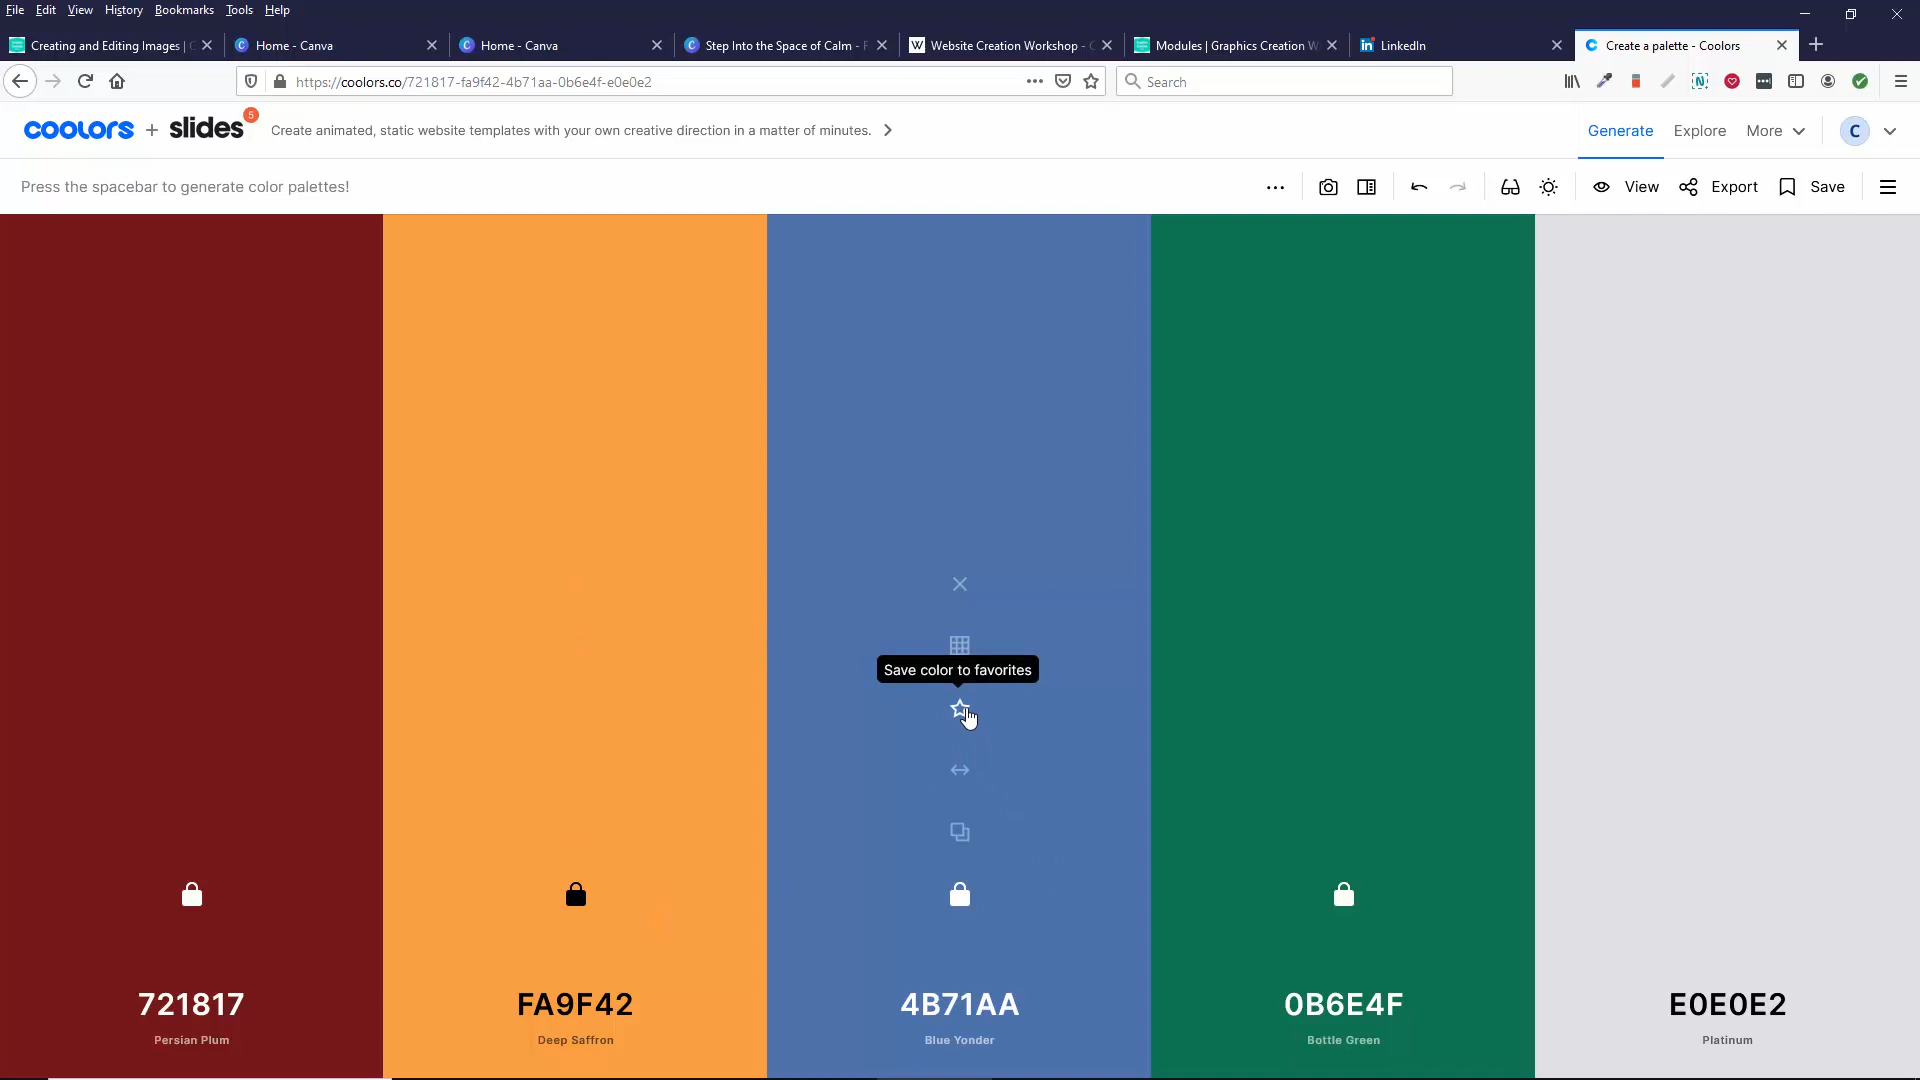 File Edit View History Bookmarks Tools Help
Creating and Editing Images | Home - Canva Home - Canva Step Into the Space of Calm - Website Creation Workshop - Modules | Graphics Creation W LinkedIn Create a palette - Coolors
https://coolors.co/721817-fa9f42-4b71aa-0b6e4f-e0e0e2 Search
coolors + slides 5 Create animated, static website templates with your own creative direction in a matter of minutes. Generate Explore More C
Press the spacebar to generate color palettes! View Export Save
Save color to favorites
721817 FA9F42 4B71AA 0B6E4F E0E0E2
Persian Plum Deep Saffron Blue Yonder Bottle Green Platinum